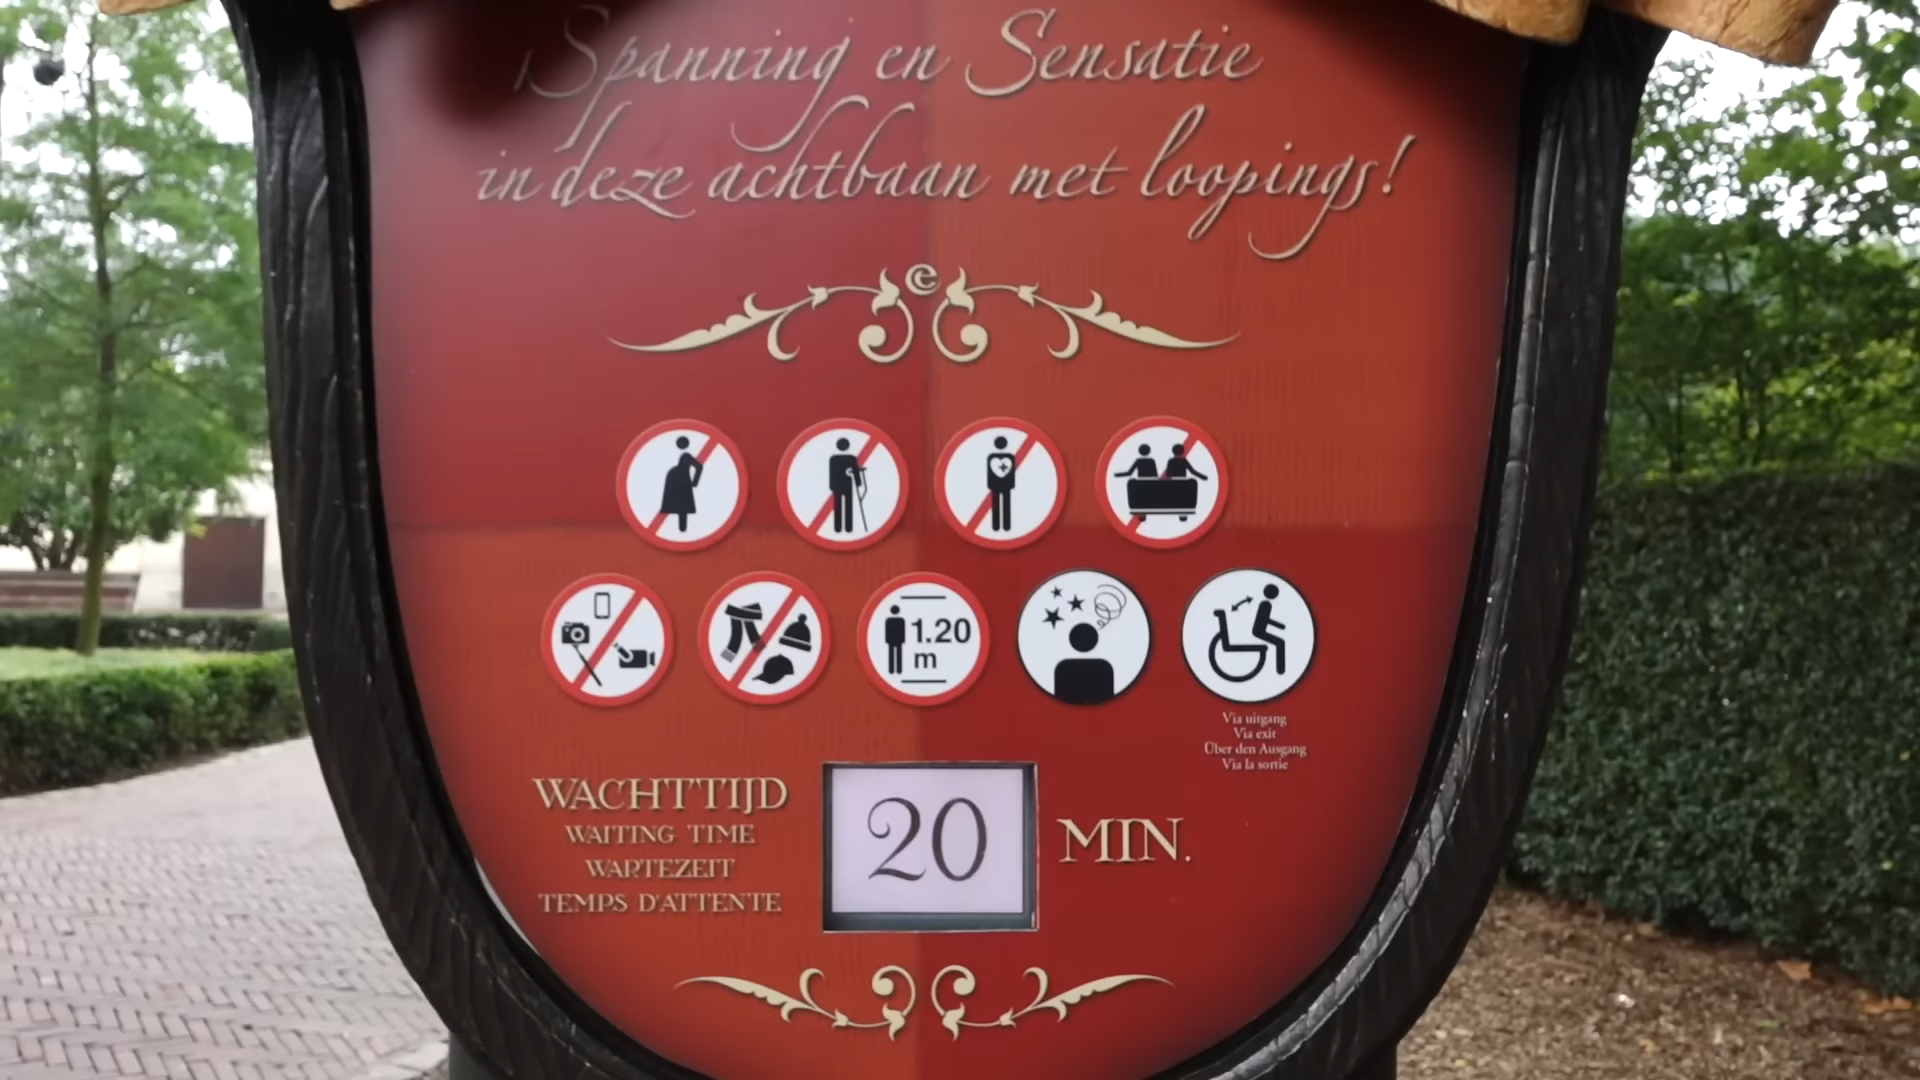 Spanning en Sensatie
in deze achtbaan met loopings!
1.20
m
Via uitgang
Via exit
Über den Ausgang
Via la sortie
WACHTTIJD
WAITING TIME
WARTEZEIT
TEMPS D'ATTENTE
20
MIN.